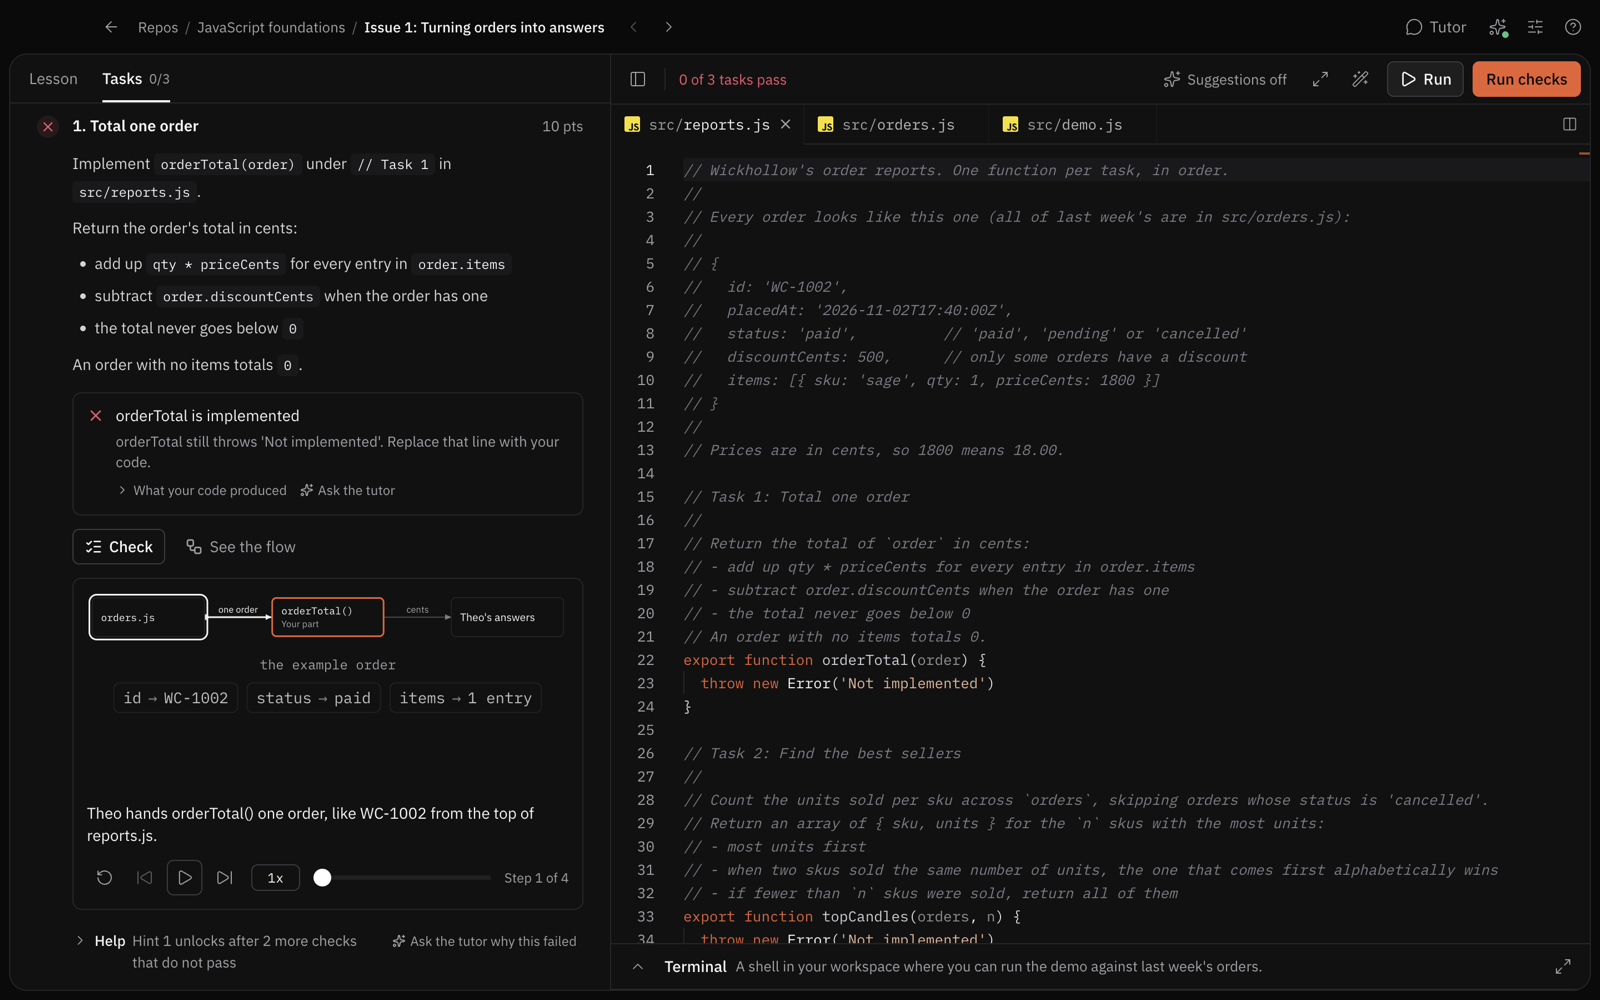 Repos / JavaScript foundations / Issue 1: Turning orders into answers
Tutor
Lesson
Tasks 0/3
1. Total one order
10 pts
Implement orderTotal(order) under // Task 1 in
src/reports.js.
Return the order's total in cents:
• add up qty * priceCents for every entry in order.items
• subtract order.discountCents when the order has one
• the total never goes below 0
An order with no items totals 0.
orderTotal is implemented
orderTotal still throws 'Not implemented'. Replace that line with your
code.
What your code produced
Ask the tutor
Check
See the flow
orders.js
one order
orderTotal()
Your part
cents
Theo's answers
the example order
id → WC-1002
status → paid
items → 1 entry
Theo hands orderTotal() one order, like WC-1002 from the top of
reports.js.
1x
Step 1 of 4
Help Hint 1 unlocks after 2 more checks
that do not pass
Ask the tutor why this failed
0 of 3 tasks pass
Suggestions off
Run
Run checks
JS src/reports.js
JS src/orders.js
JS src/demo.js
1 // Wickhollow's order reports. One function per task, in order.
2 //
3 // Every order looks like this one (all of last week's are in src/orders.js):
4 //
5 // {
6 //   id: 'WC-1002',
7 //   placedAt: '2026-11-02T17:40:00Z',
8 //   status: 'paid',          // 'paid', 'pending' or 'cancelled'
9 //   discountCents: 500,      // only some orders have a discount
10 //   items: [{ sku: 'sage', qty: 1, priceCents: 1800 }]
11 // }
12 //
13 // Prices are in cents, so 1800 means 18.00.
14
15 // Task 1: Total one order
16 //
17 // Return the total of `order` in cents:
18 // - add up qty * priceCents for every entry in order.items
19 // - subtract order.discountCents when the order has one
20 // - the total never goes below 0
21 // An order with no items totals 0.
22 export function orderTotal(order) {
23   throw new Error('Not implemented')
24 }
25
26 // Task 2: Find the best sellers
27 //
28 // Count the units sold per sku across `orders`, skipping orders whose status is 'cancelled'.
29 // Return an array of { sku, units } for the `n` skus with the most units:
30 // - most units first
31 // - when two skus sold the same number of units, the one that comes first alphabetically wins
32 // - if fewer than `n` skus were sold, return all of them
33 export function topCandles(orders, n) {
34   throw new Error('Not implemented')
Terminal A shell in your workspace where you can run the demo against last week's orders.